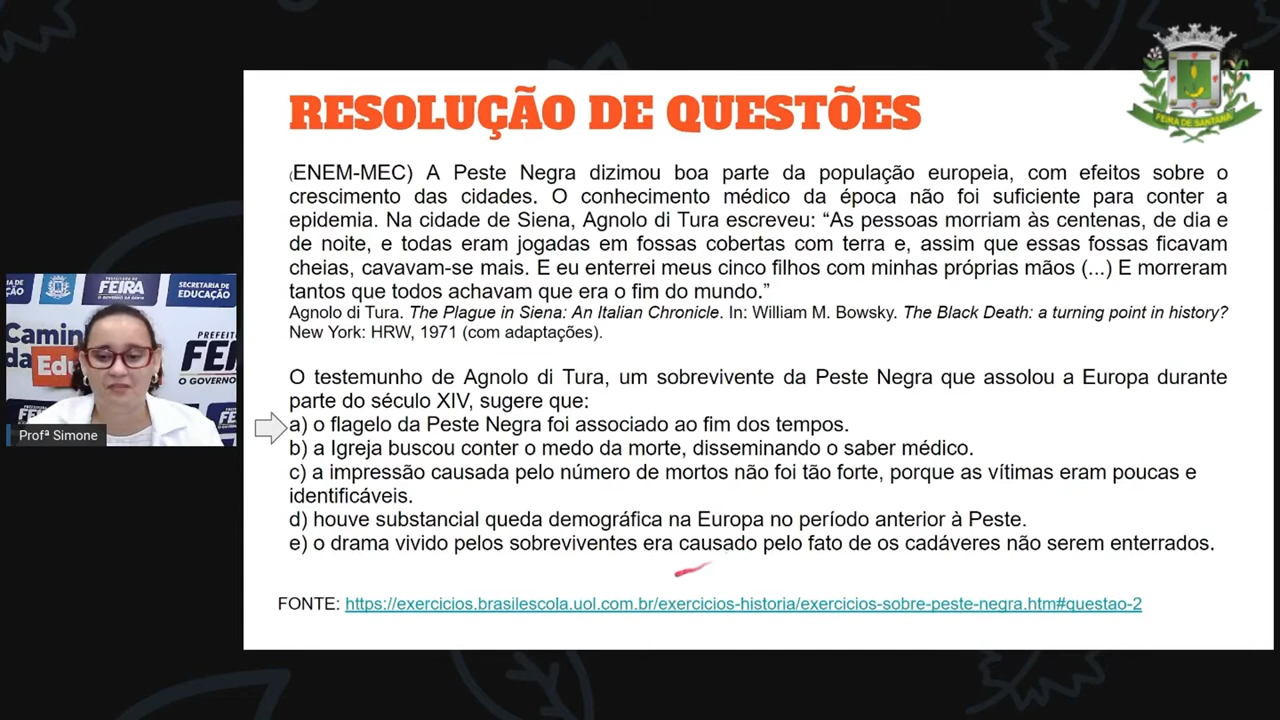 FEIRA DE SANTANA
RESOLUÇÃO DE QUESTÕES
(ENEM-MEC) A Peste Negra dizimou boa parte da população europeia, com efeitos sobre o
crescimento das cidades. O conhecimento médico da época não foi suficiente para conter a
epidemia. Na cidade de Siena, Agnolo di Tura escreveu: “As pessoas morriam às centenas, de dia e
de noite, e todas eram jogadas em fossas cobertas com terra e, assim que essas fossas ficavam
cheias, cavavam-se mais. E eu enterrei meus cinco filhos com minhas próprias mãos (...) E morreram
tantos que todos achavam que era o fim do mundo.”
Agnolo di Tura. The Plague in Siena: An Italian Chronicle. In: William M. Bowsky. The Black Death: a turning point in history?
New York: HRW, 1971 (com adaptações).
O testemunho de Agnolo di Tura, um sobrevivente da Peste Negra que assolou a Europa durante
parte do século XIV, sugere que:
a) o flagelo da Peste Negra foi associado ao fim dos tempos.
b) a Igreja buscou conter o medo da morte, disseminando o saber médico.
c) a impressão causada pelo número de mortos não foi tão forte, porque as vítimas eram poucas e
identificáveis.
d) houve substancial queda demográfica na Europa no período anterior à Peste.
e) o drama vivido pelos sobreviventes era causado pelo fato de os cadáveres não serem enterrados.
FONTE: https://exercicios.brasilescola.uol.com.br/exercicios-historia/exercicios-sobre-peste-negra.htm#questao-2
PREFEITURA DE
FEIRA
O GOVERNO DA GENTE
SECRETARIA DE
EDUCAÇÃO
Camin
da
Edu
PREFEIT
FEI
O GOVERNO
Profª Simone